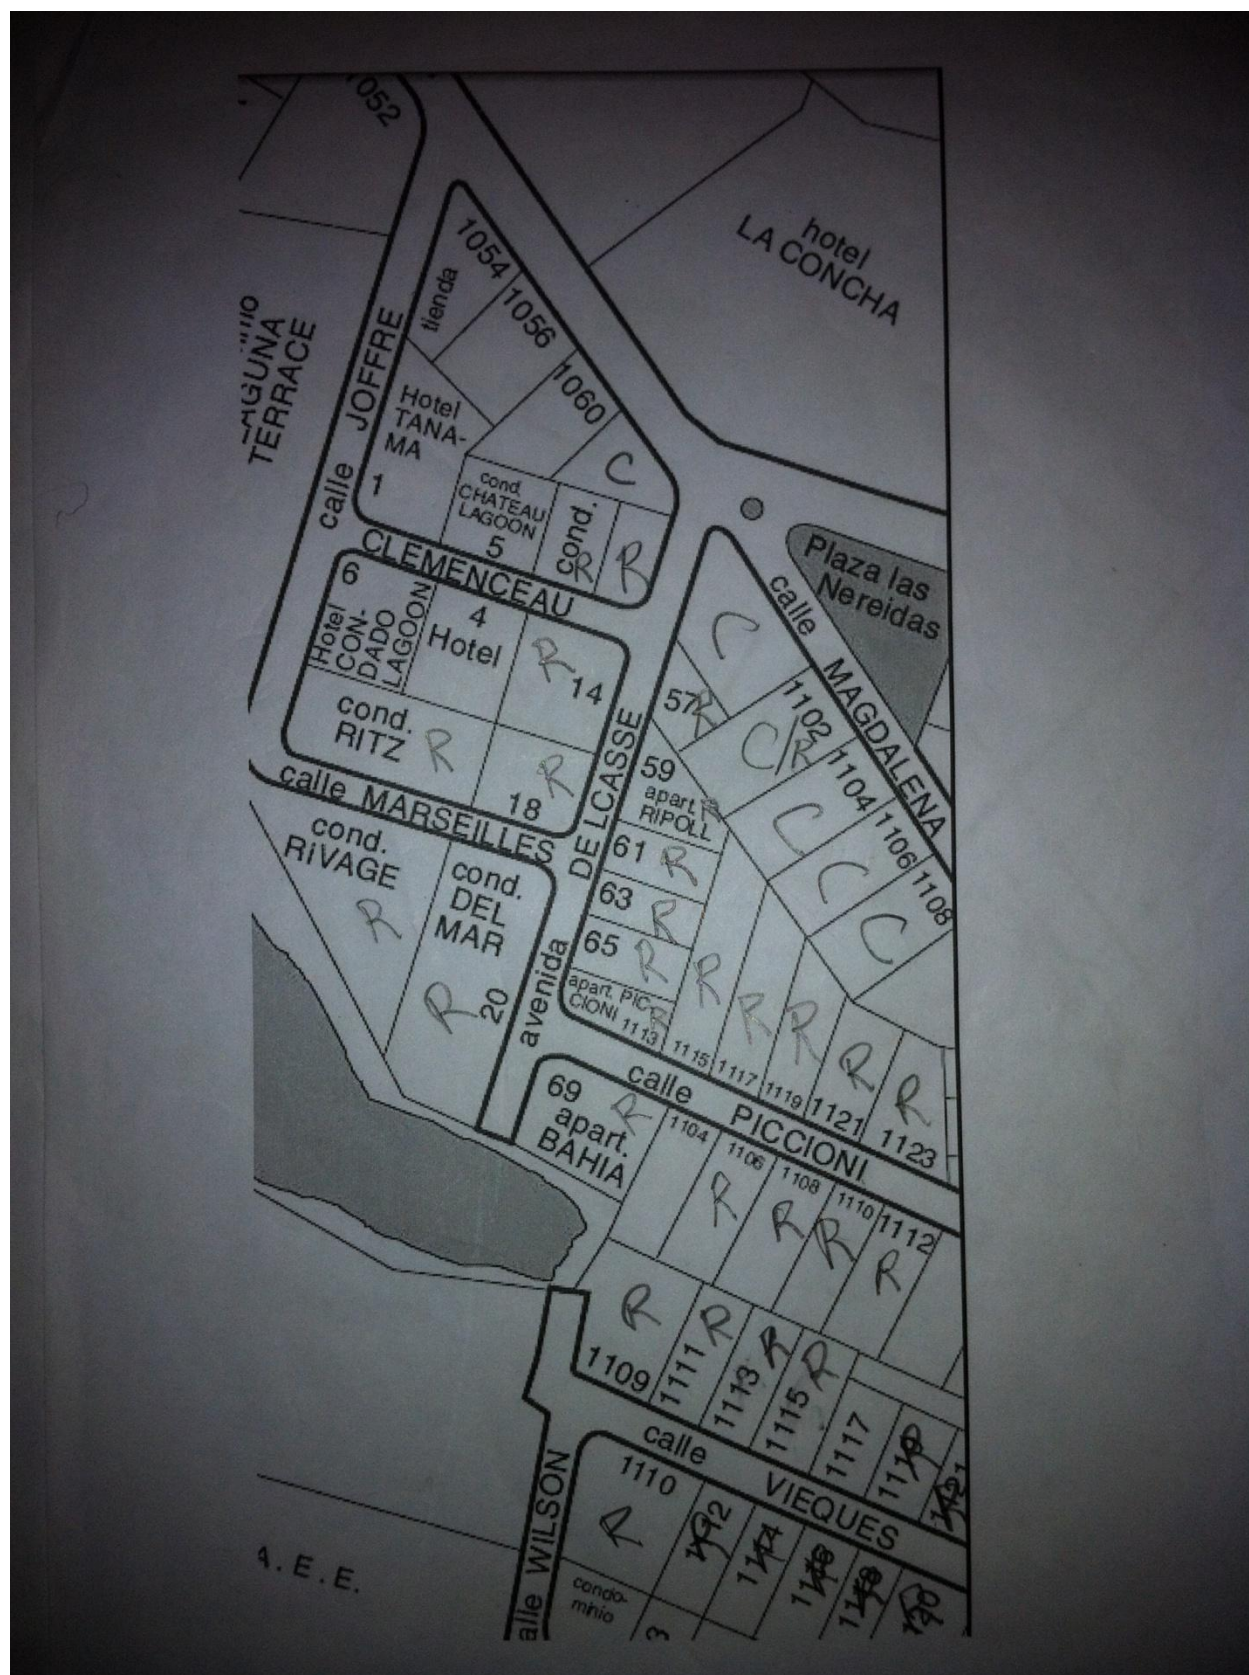 1052
hotel
LA CONCHA
1054
tienda
1056
1060
C
LAGUNA
TERRACE
calle JOFFRE
Hotel
TANA-
MA
1
cond.
CHATEAU
LAGOON
5
cond.
R
R
CLEMENCEAU
Plaza las
Nereidas
calle MAGDALENA
6
Hotel
CON-
DADO
LAGOON
4
Hotel
R
14
cond.
RITZ
R
R
18
calle MARSEILLES
avenida DE LCASSE
C
57
R
1102
C/R
1104
C
1106
C
1108
C
59
apart.
RIPOLL
R
61
R
63
R
65
R
apart. PIC-
CIONI
R
1113
R
1115
R
1117
R
1119
R
1121
R
1123
cond.
RiVAGE
R
cond.
DEL
MAR
R
20
calle PICCIONI
69
R
apart.
BAHIA
1104
1106
R
1108
R
1110
R
1112
R
R
1109
R
1111
R
1113
R
1115
1117
calle VIEQUES
alle WILSON
1110
R
condo-
minio
3
A.E.E.